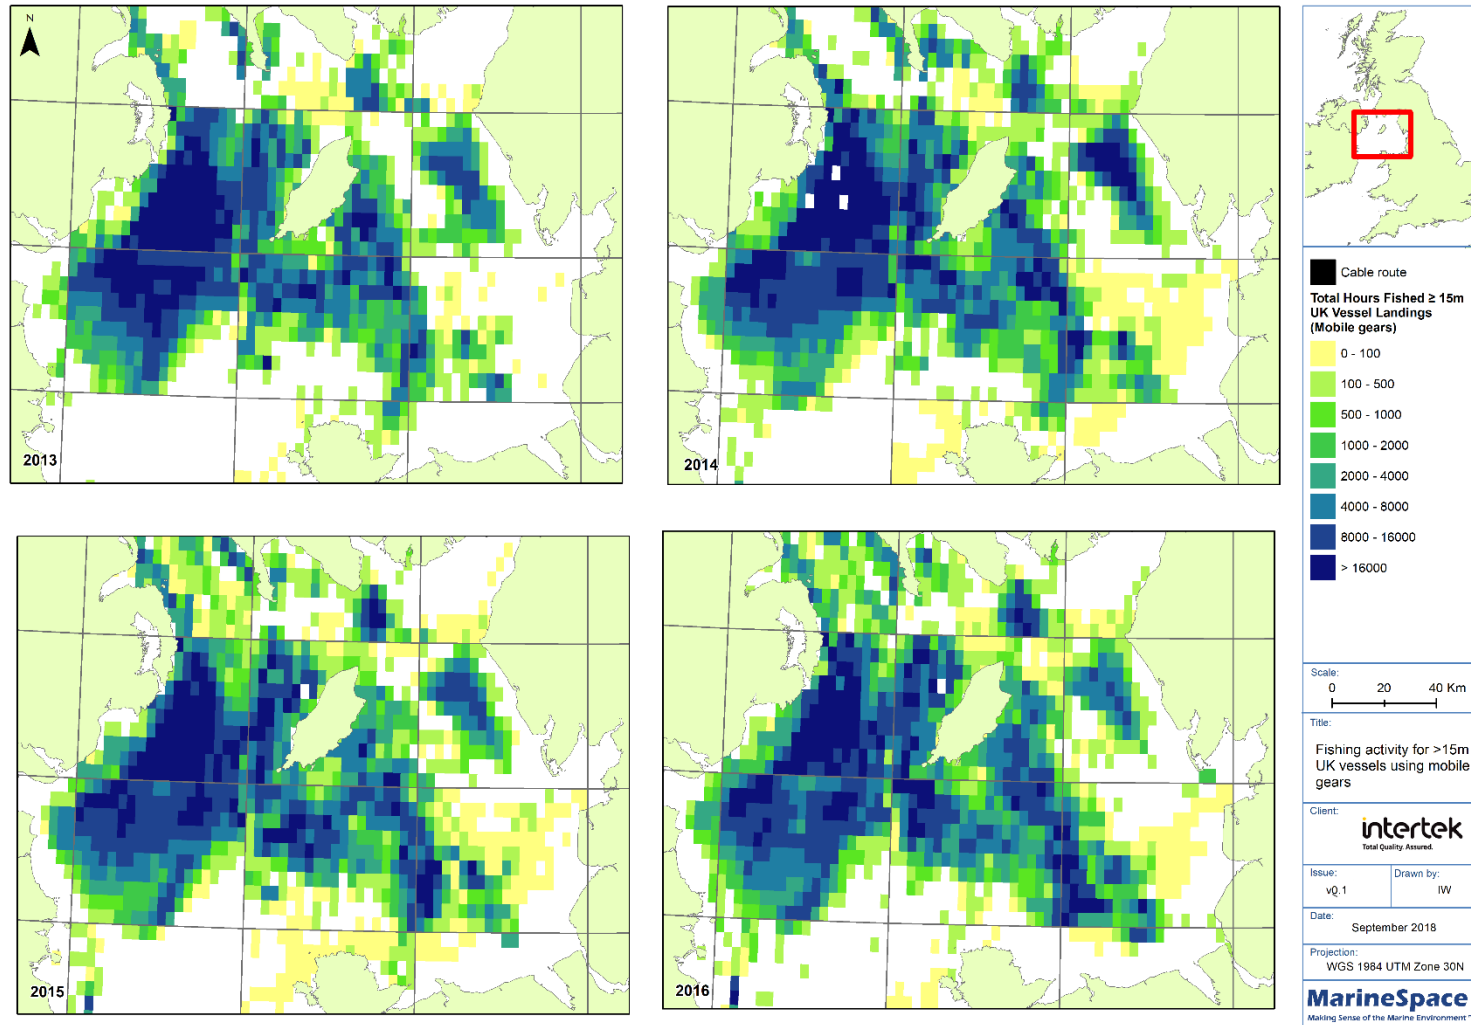 N
2013
2014
2015
2016
Cable route
Total Hours Fished ≥ 15m
UK Vessel Landings
(Mobile gears)
0 - 100
100 - 500
500 - 1000
1000 - 2000
2000 - 4000
4000 - 8000
8000 - 16000
> 16000
Scale:
0 20 40 Km
Title:
Fishing activity for >15m
UK vessels using mobile
gears
Client:
intertek
Total Quality. Assured.
Issue:
v0.1
Drawn by:
IW
Date:
September 2018
Projection:
WGS 1984 UTM Zone 30N
MarineSpace
Making Sense of the Marine Environment